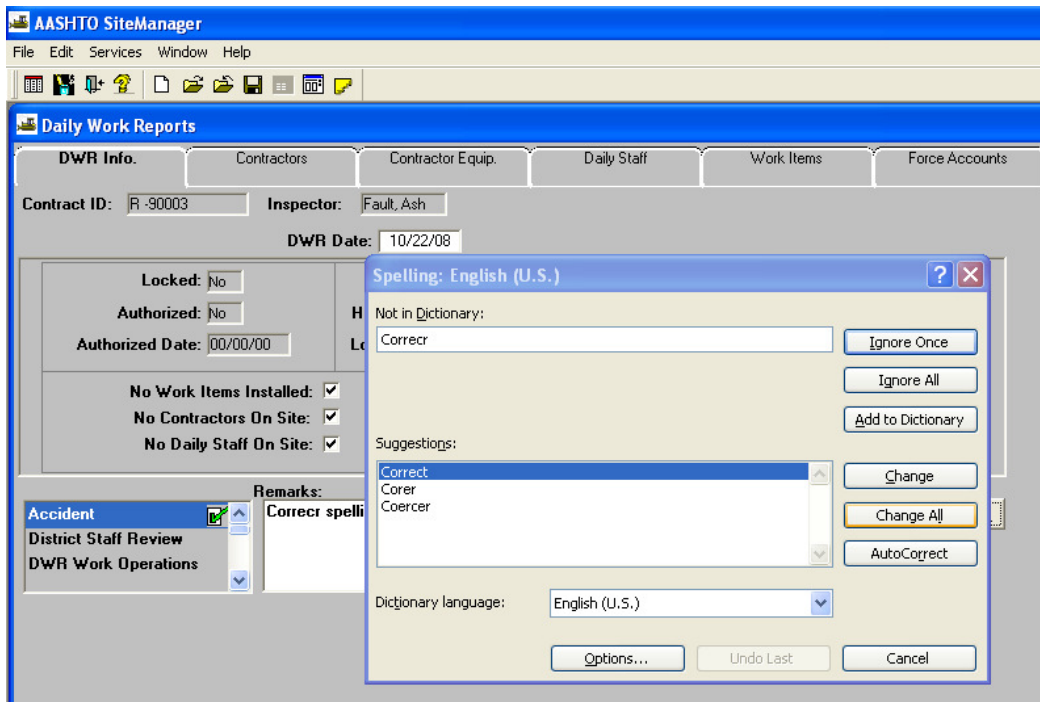 AASHTO SiteManager
File Edit Services Window Help
Daily Work Reports
DWR Info. Contractors Contractor Equip. Daily Staff Work Items Force Accounts
Contract ID: R -90003 Inspector: Fault, Ash
DWR Date: 10/22/08
Locked: No
Authorized: No H
Authorized Date: 00/00/00
No Work Items Installed:
No Contractors On Site:
No Daily Staff On Site:
Remarks:
Accident
District Staff Review
DWR Work Operations
Correcr spelli
Spelling: English (U.S.)
Not in Dictionary:
Correcr
Ignore Once
Ignore All
Add to Dictionary
Suggestions:
Correct
Corer
Coercer
Change
Change All
AutoCorrect
Dictionary language: English (U.S.)
Options... Undo Last Cancel